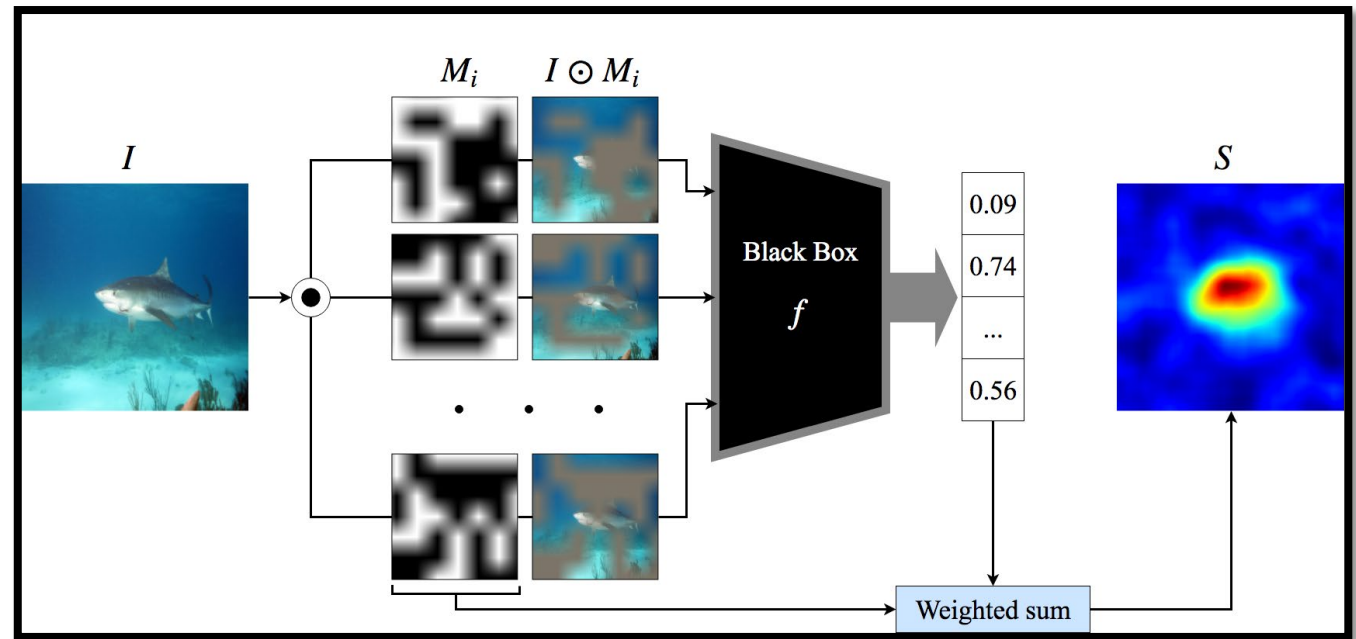 M_i
I ⊙ M_i
I
S
Black Box
f
0.09
0.74
...
0.56
Weighted sum